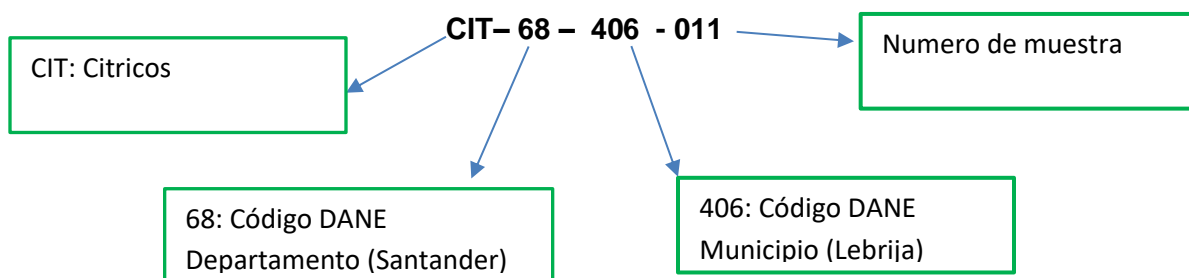 CIT– 68 – 406 - 011
CIT: Citricos
Numero de muestra
68: Código DANE
Departamento (Santander)
406: Código DANE
Municipio (Lebrija)